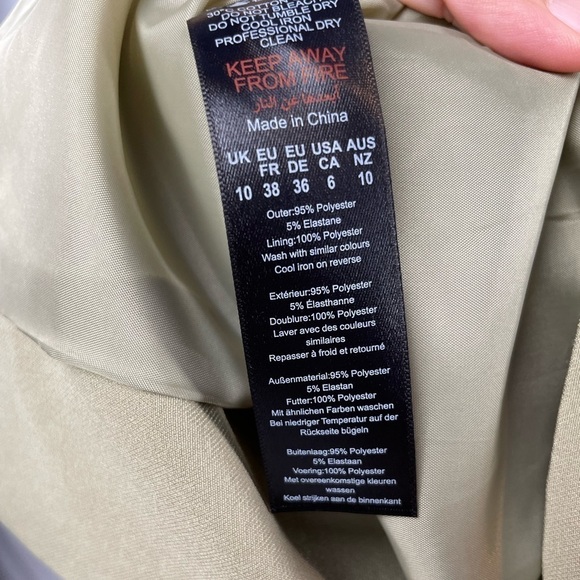 DO NOT BLEACH
DO NOT TUMBLE DRY
COOL IRON
PROFESSIONAL DRY
CLEAN
KEEP AWAY
FROM FIRE
أبعدها عن النار
Made in China
UK EU EU USA AUS
FR DE CA NZ
10 38 36 6 10
Outer:95% Polyester
5% Elastane
Lining:100% Polyester
Wash with similar colours
Cool iron on reverse
Extérieur:95% Polyester
5% Élasthanne
Doublure:100% Polyester
Laver avec des couleurs
similaires
Repasser à froid et retourné
Außenmaterial:95% Polyester
5% Elastan
Futter:100% Polyester
Mit ähnlichen Farben waschen
Bei niedriger Temperatur auf der
Rückseite bügeln
Buitenlaag:95% Polyester
5% Elastaan
Voering:100% Polyester
Met overeenkomstige kleuren
wassen
Koel strijken aan de binnenkant